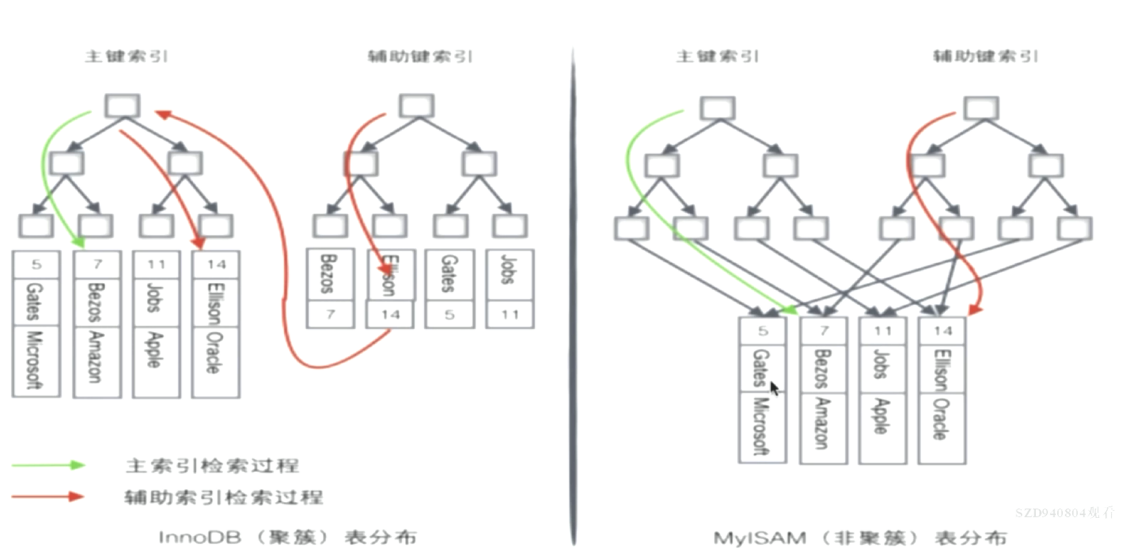 主键索引
辅助键索引
5 Gates Microsoft
7 Bezos Amazon
11 Jobs Apple
14 Ellison Oracle
Bezos 7
Ellison 14
Gates 5
Jobs 11
主索引检索过程
辅助索引检索过程
InnoDB（聚簇）表分布
主键索引
辅助键索引
5 Gates Microsoft
7 Bezos Amazon
11 Jobs Apple
14 Ellison Oracle
MyISAM（非聚簇）表分布
SZD940804观看